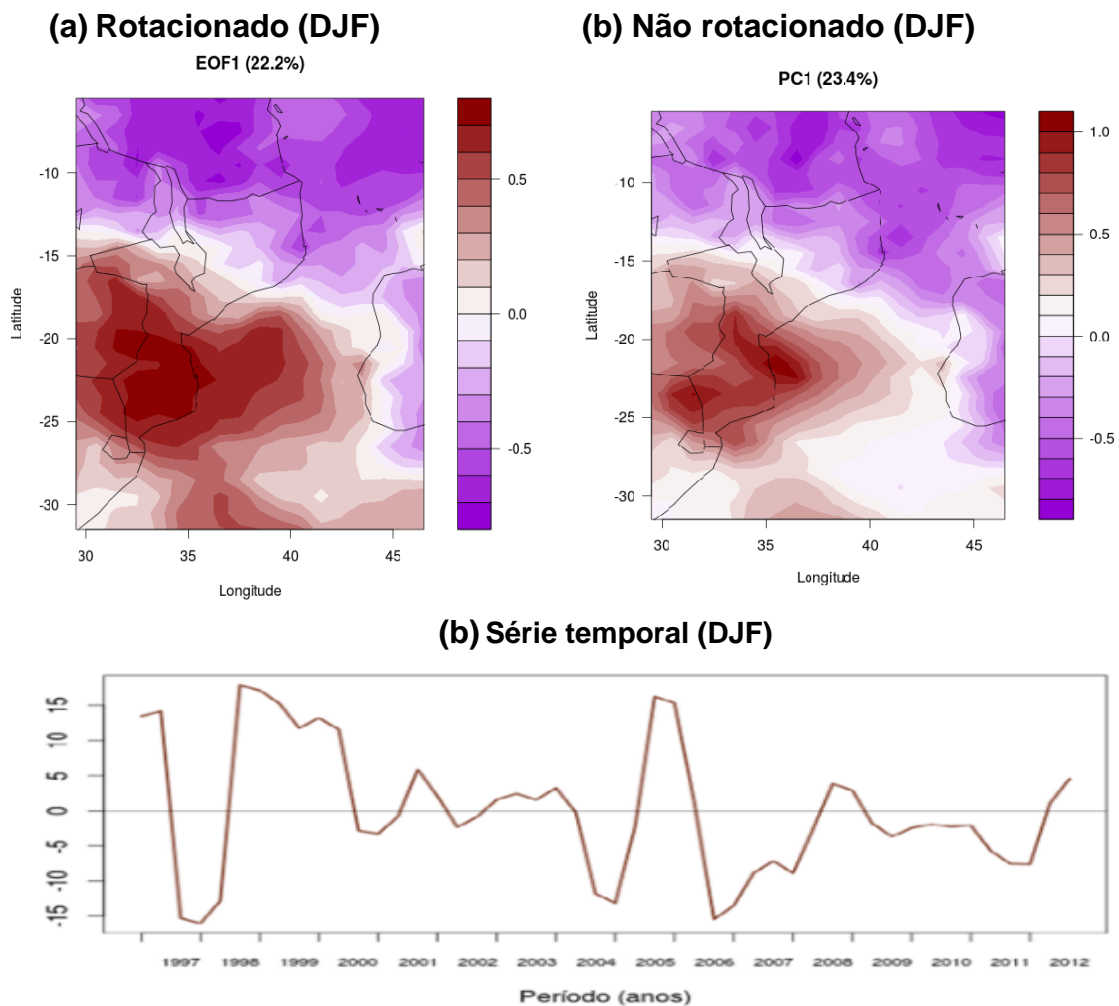 (a) Rotacionado (DJF)
EOF1 (22.2%)
-10
-15
-20
-25
-30
Latitude
30
35
40
45
Longitude
0.5
0.0
-0.5
(b) Não rotacionado (DJF)
PC1 (23.4%)
-10
-15
-20
-25
-30
Latitude
30
35
40
45
Longitude
1.0
0.5
0.0
-0.5
(b) Série temporal (DJF)
15
10
5
0
-5
-10
-15
1997 1998 1999 2000 2001 2002 2003 2004 2005 2006 2007 2008 2009 2010 2011 2012
Período (anos)